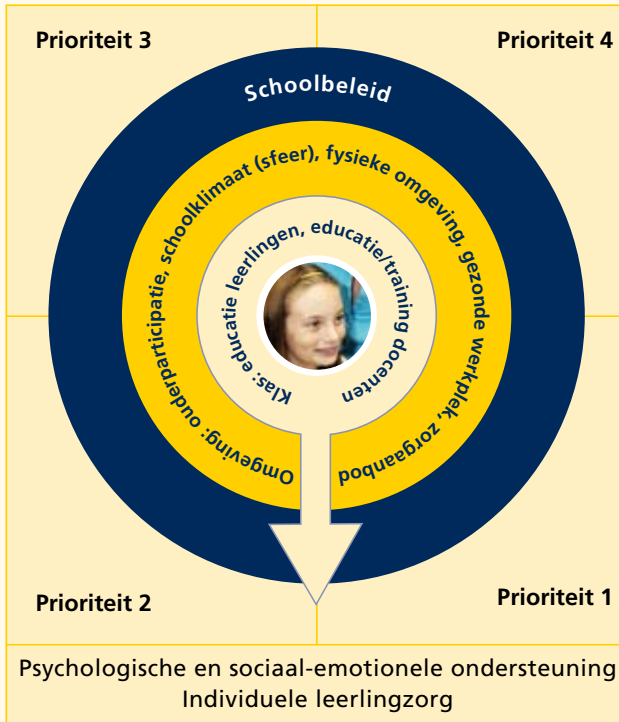 Prioriteit 3
Prioriteit 4
Schoolbeleid
Omgeving: ouderparticipatie, schoolklimaat (sfeer), fysieke omgeving, gezonde werkplek, zorgaanbod
Klas: educatie leerlingen, educatie/training docenten
Prioriteit 2
Prioriteit 1
Psychologische en sociaal-emotionele ondersteuning
Individuele leerlingzorg